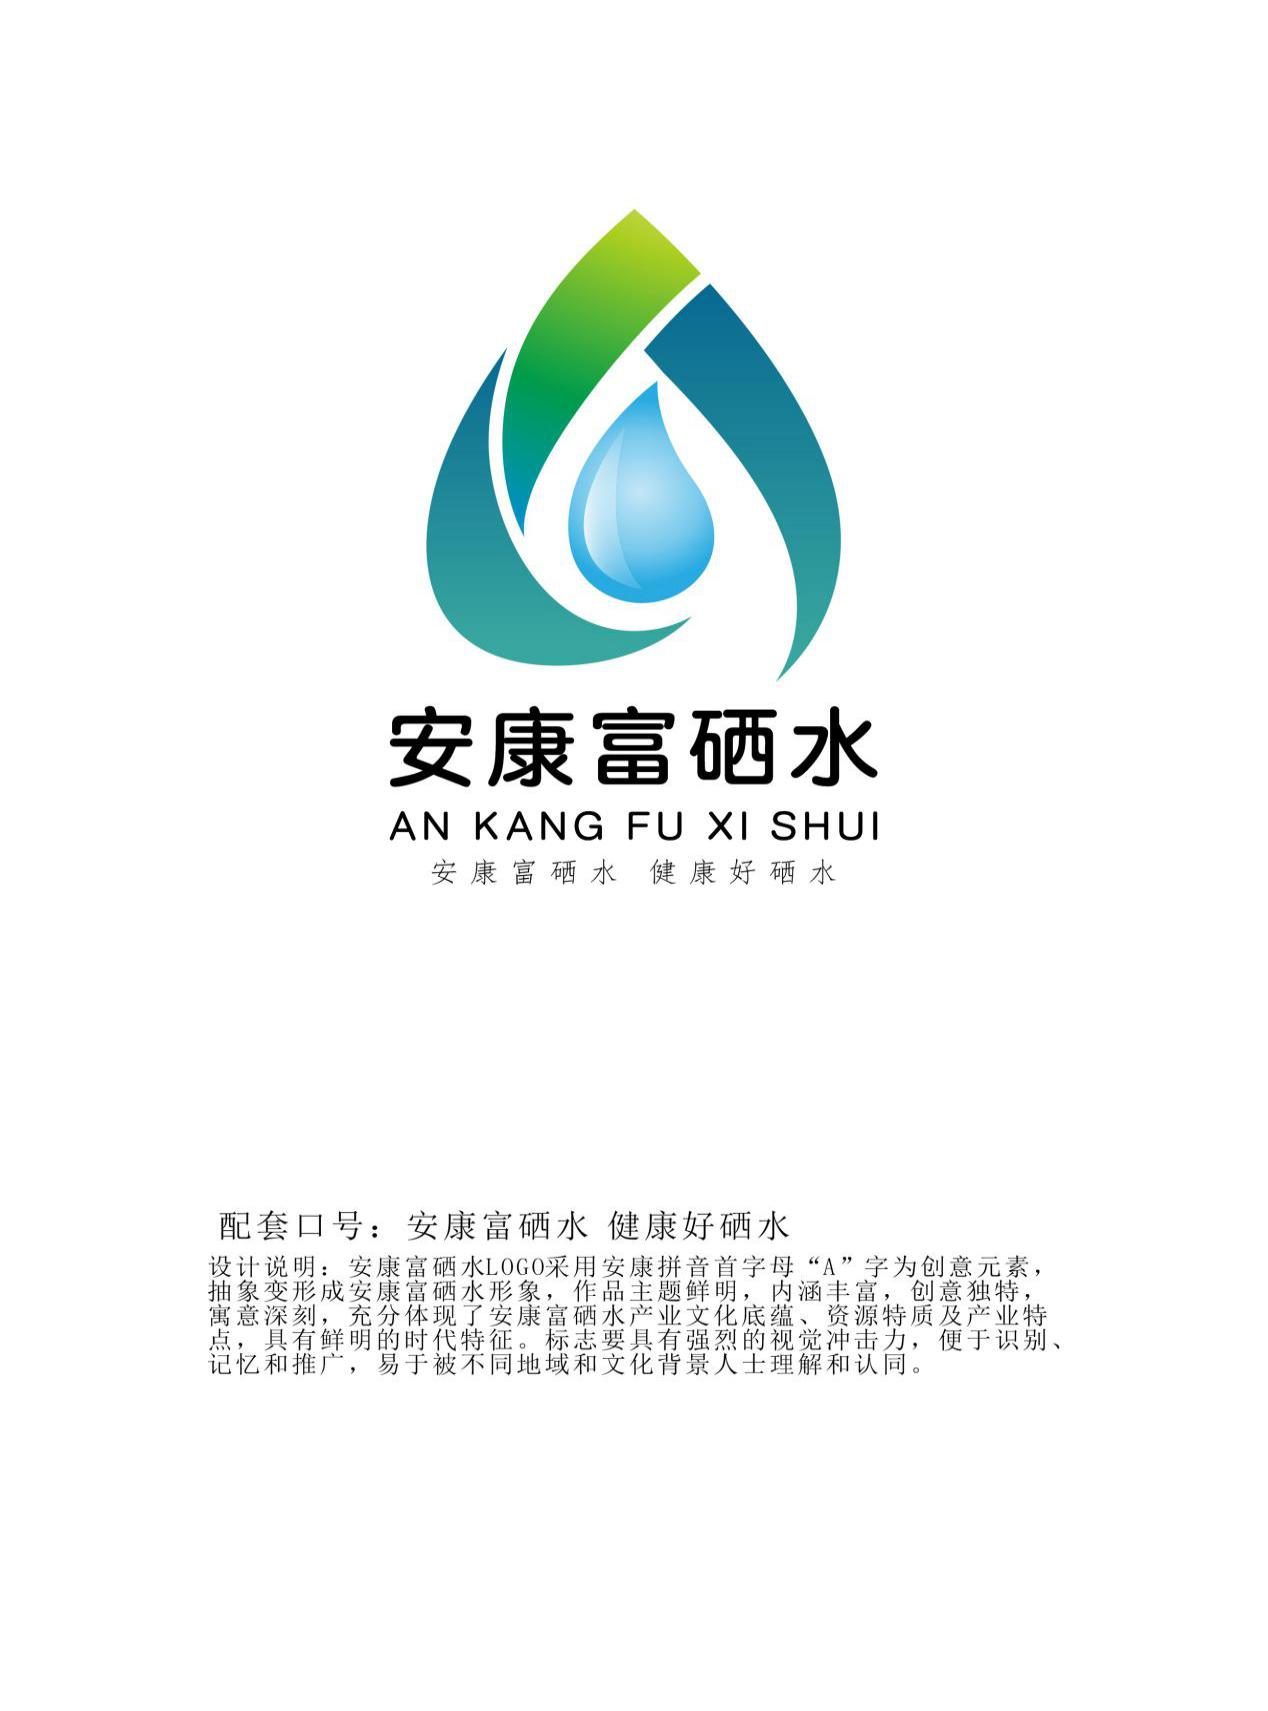 安康富硒水
AN KANG FU XI SHUI
安康富硒水 健康好硒水
配套口号：安康富硒水 健康好硒水
设计说明：安康富硒水LOGO采用安康拼音首字母“A”字为创意元素，
抽象变形成安康富硒水形象，作品主题鲜明，内涵丰富，创意独特，
寓意深刻，充分体现了安康富硒水产业文化底蕴、资源特质及产业特
点，具有鲜明的时代特征。标志要具有强烈的视觉冲击力，便于识别、
记忆和推广，易于被不同地域和文化背景人士理解和认同。